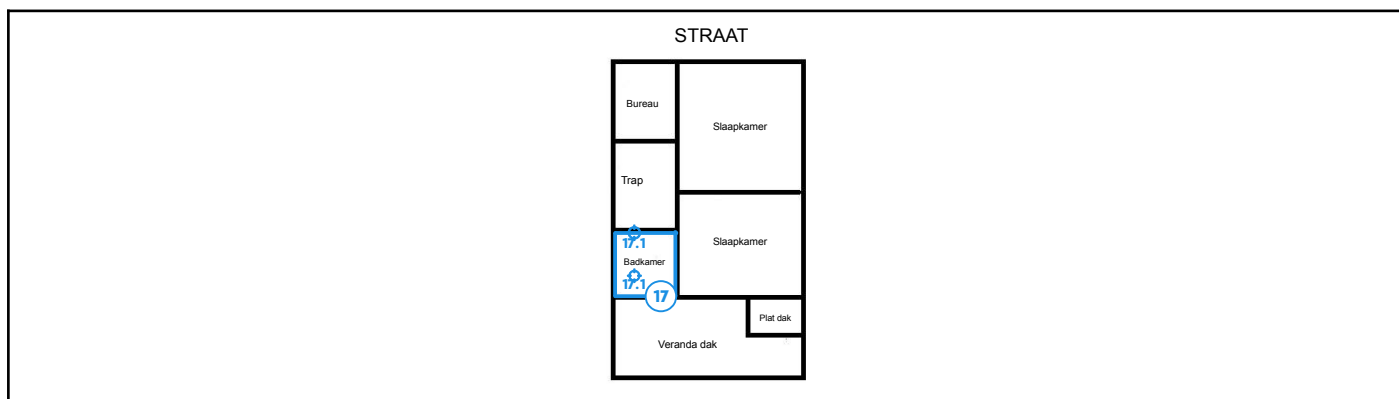 STRAAT
Bureau
Slaapkamer
Trap
17.1
Slaapkamer
Badkamer
17.1
17
Plat dak
Veranda dak